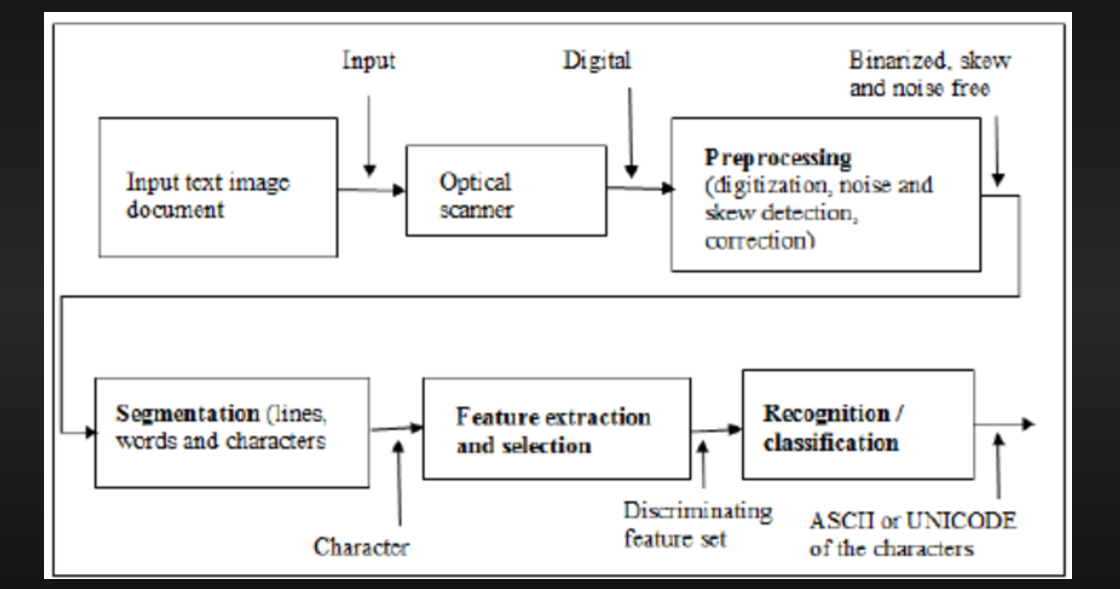 Input
Digital
Binarized, skew
and noise free
Input text image
document
Optical
scanner
Preprocessing
(digitization, noise and
skew detection,
correction)
Segmentation (lines,
words and characters
Feature extraction
and selection
Recognition /
classification
Character
Discriminating
feature set
ASCII or UNICODE
of the characters